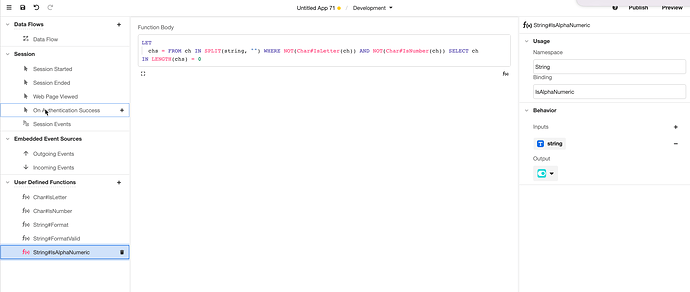 Untitled App 71
Development
Publish
Preview
Data Flows
Data Flow
Session
Session Started
Session Ended
Web Page Viewed
On Authentication Success
Session Events
Embedded Event Sources
Outgoing Events
Incoming Events
User Defined Functions
f(x) Char#IsLetter
f(x) Char#IsNumber
f(x) String#Format
f(x) String#FormatValid
f(x) String#IsAlphaNumeric
Function Body
LET
chs = FROM ch IN SPLIT(string, "") WHERE NOT(Char#IsLetter(ch)) AND NOT(Char#IsNumber(ch)) SELECT ch
IN LENGTH(chs) = 0
f(x)
f(x) String#IsAlphaNumeric
Usage
Namespace
String
Binding
IsAlphaNumeric
Behavior
Inputs
T string
Output